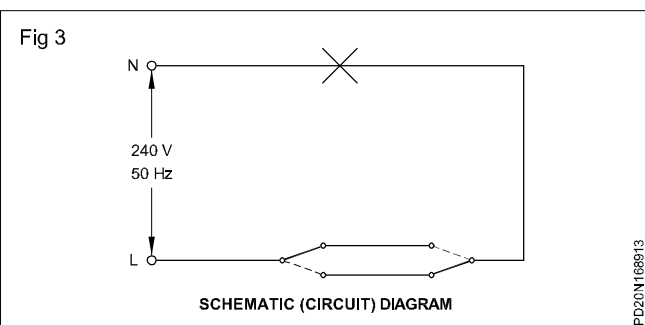 Fig 3
N
240 V
50 Hz
L
SCHEMATIC (CIRCUIT) DIAGRAM
PD20N168913